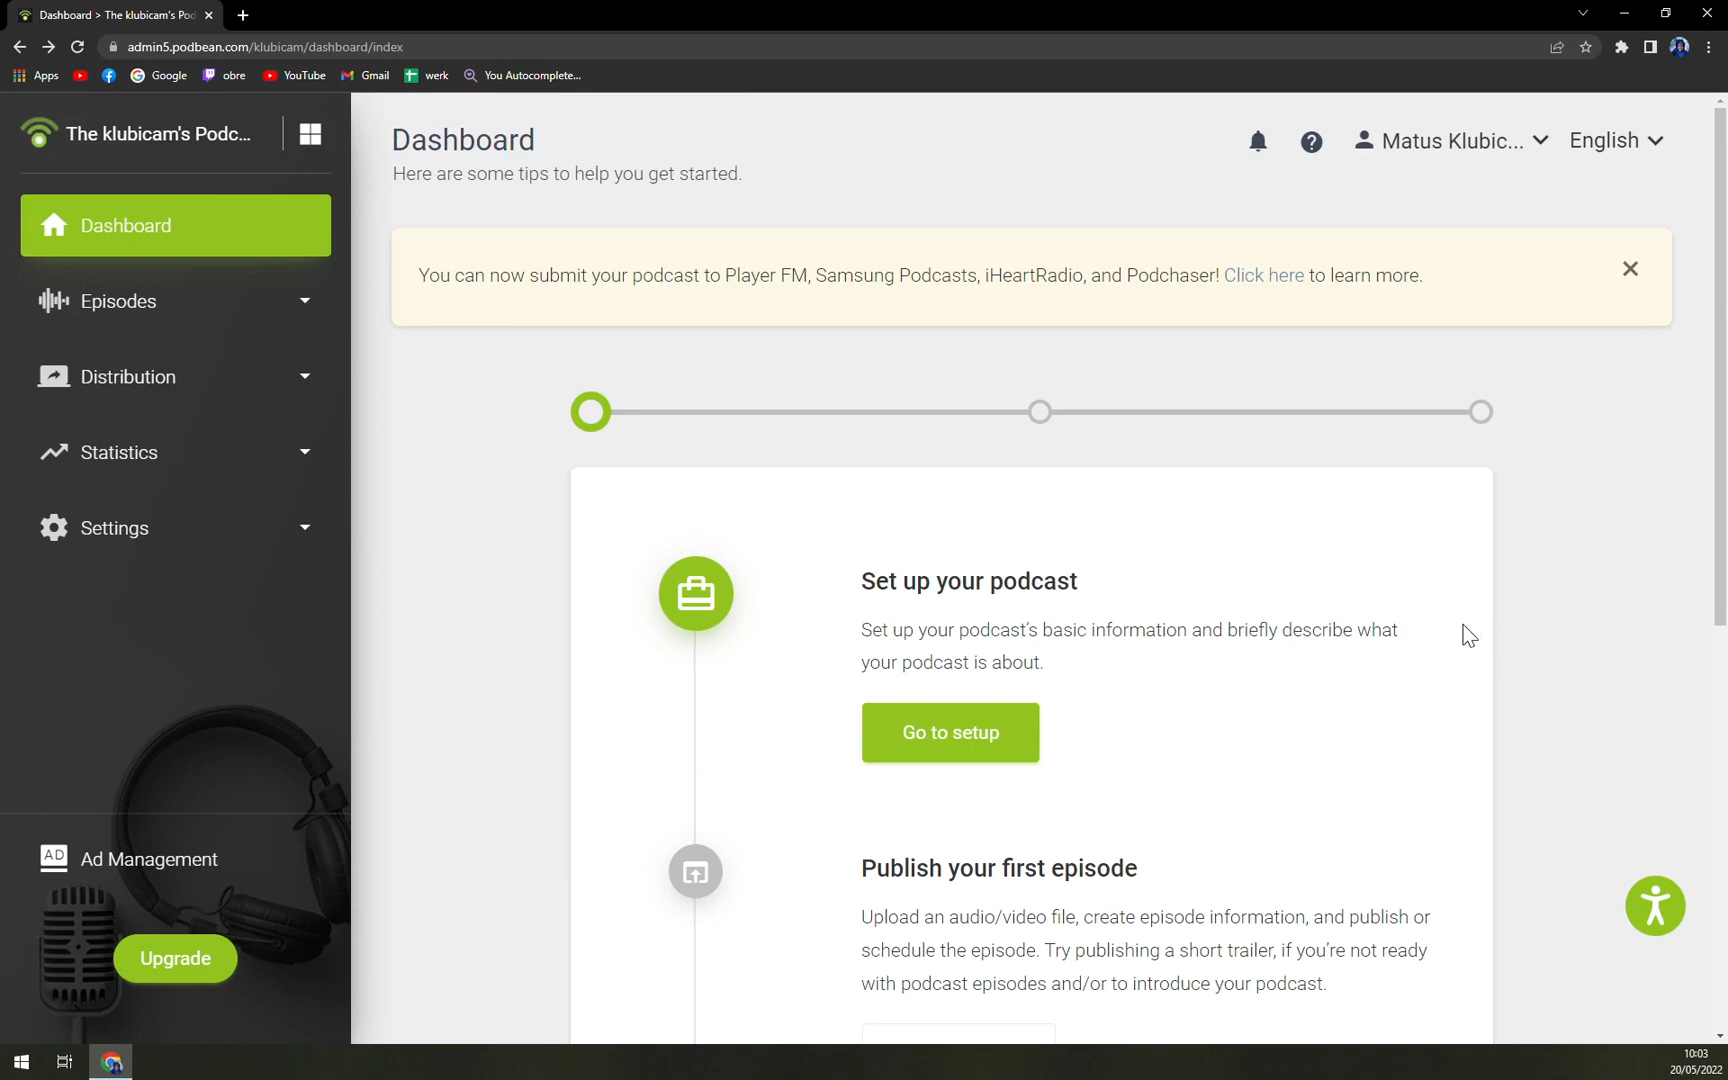 Dashboard > The klubicam's Pod
admin5.podbean.com/klubicam/dashboard/index
Apps
Google
obre
YouTube
Gmail
werk
You Autocomplete...
The klubicam's Podc...
Dashboard
Episodes
Distribution
Statistics
Settings
AD Ad Management
Upgrade
Dashboard
Here are some tips to help you get started.
Matus Klubic...
English
You can now submit your podcast to Player FM, Samsung Podcasts, iHeartRadio, and Podchaser! Click here to learn more.
Set up your podcast
Set up your podcast's basic information and briefly describe what
your podcast is about.
Go to setup
Publish your first episode
Upload an audio/video file, create episode information, and publish or
schedule the episode. Try publishing a short trailer, if you're not ready
with podcast episodes and/or to introduce your podcast.
10:03
20/05/2022